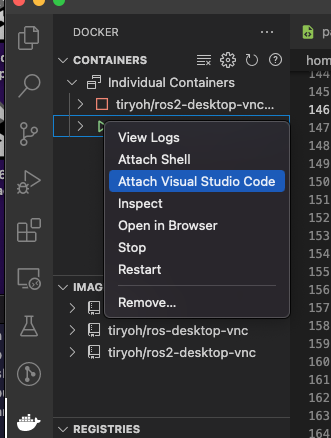 DOCKER
pa
CONTAINERS
hom
Individual Containers
tiryoh/ros2-desktop-vnc...
View Logs
Attach Shell
Attach Visual Studio Code
Inspect
Open in Browser
Stop
Restart
Remove...
IMAG
tiryoh/ros-desktop-vnc
tiryoh/ros2-desktop-vnc
REGISTRIES
144
145
146
147
148
149
150
151
152
153
154
155
156
157
158
159
160
161
162
163
164